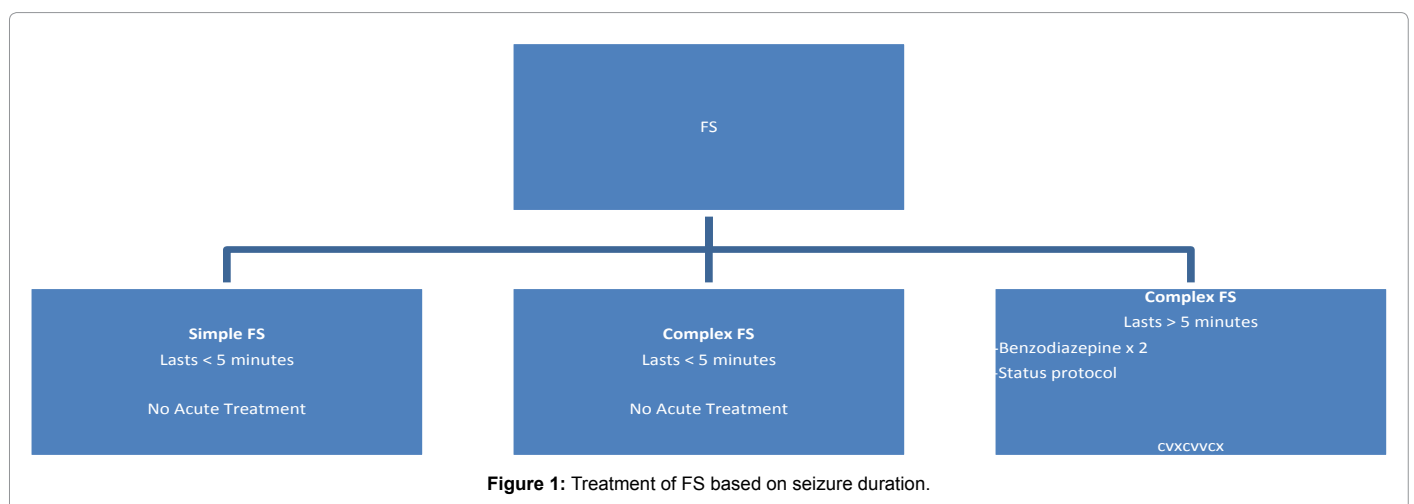 FS
Simple FS
Lasts < 5 minutes
No Acute Treatment
Complex FS
Lasts < 5 minutes
No Acute Treatment
Complex FS
Lasts > 5 minutes
-Benzodiazepine x 2
-Status protocol
cvxcvvcx
Figure 1: Treatment of FS based on seizure duration.